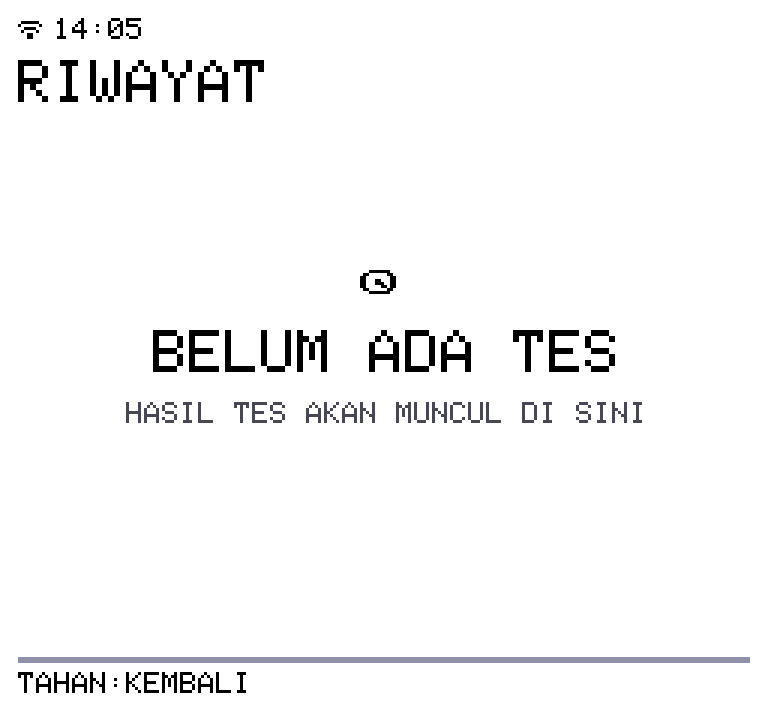 14:05
RIWAYAT
BELUM ADA TES
HASIL TES AKAN MUNCUL DI SINI
TAHAN:KEMBALI